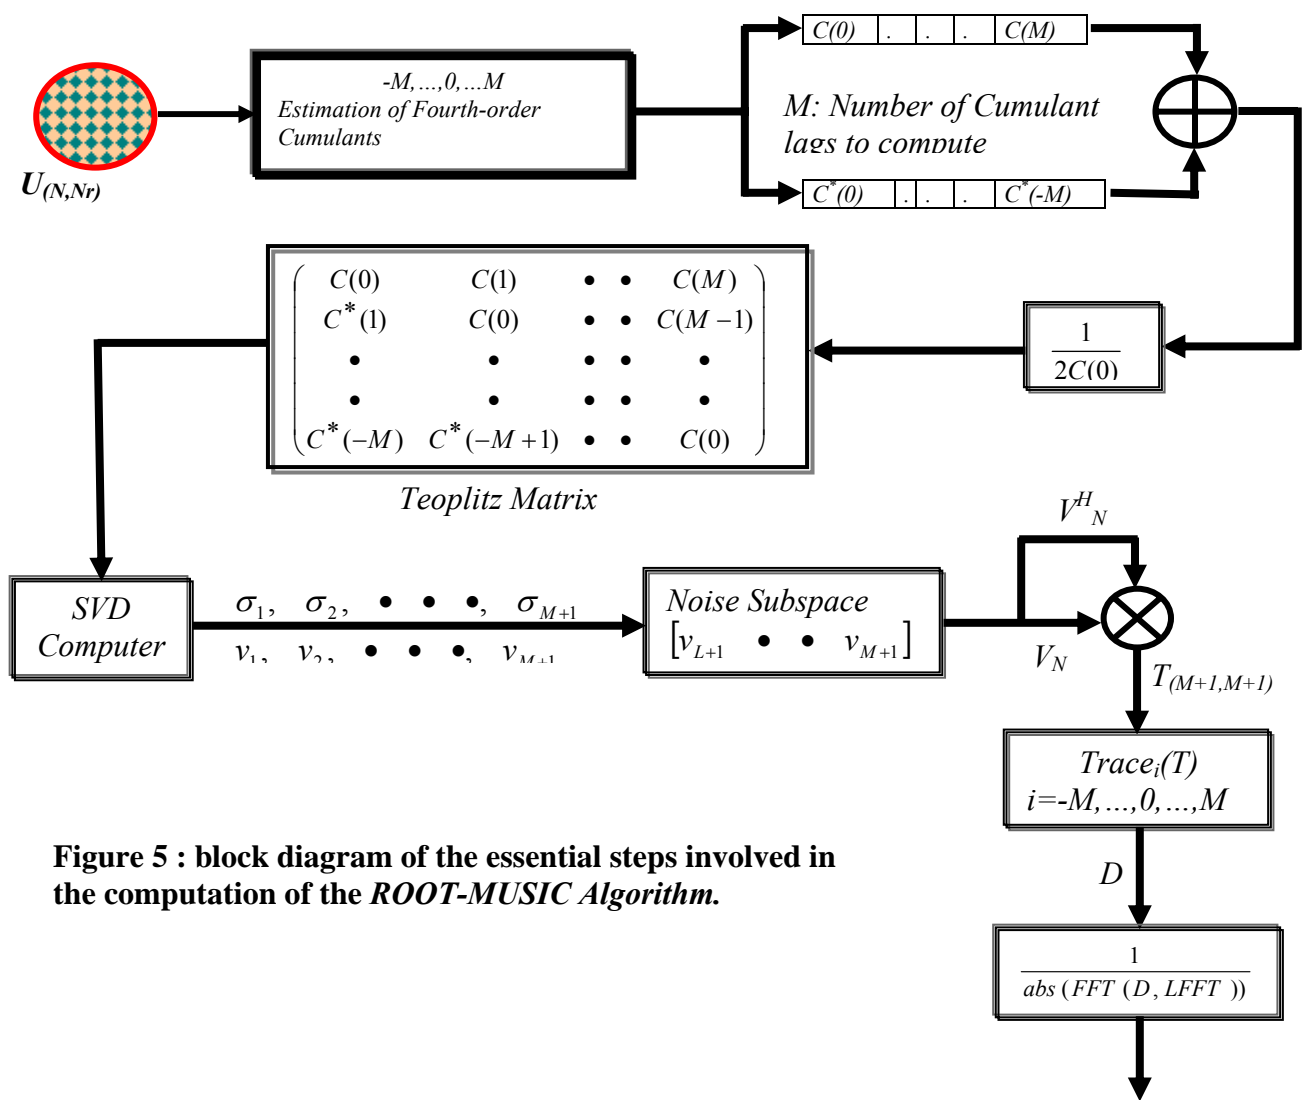 C(0) . . . C(M)
-M,...,0,...M
Estimation of Fourth-order
Cumulants
M: Number of Cumulant
lags to compute
U(N,Nr)
C*(0) . . . C*(-M)
C(0) C(1) • • C(M)
C*(1) C(0) • • C(M−1)
• • • • •
• • • • •
C*(-M) C*(-M+1) • • C(0)
1
2C(0)
Teoplitz Matrix
V^H_N
SVD
Computer
σ1, σ2, • • •, σM+1
v1, v2, • • •, vM+1
Noise Subspace
[vL+1 • • vM+1]
V_N
T(M+1,M+1)
Trace_i(T)
i=-M,...,0,...,M
Figure 5 : block diagram of the essential steps involved in
the computation of the ROOT-MUSIC Algorithm.
D
1
abs (FFT (D, LFFT ))